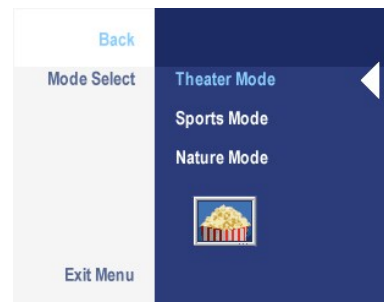 Back
Mode Select
Theater Mode
Sports Mode
Nature Mode
Exit Menu